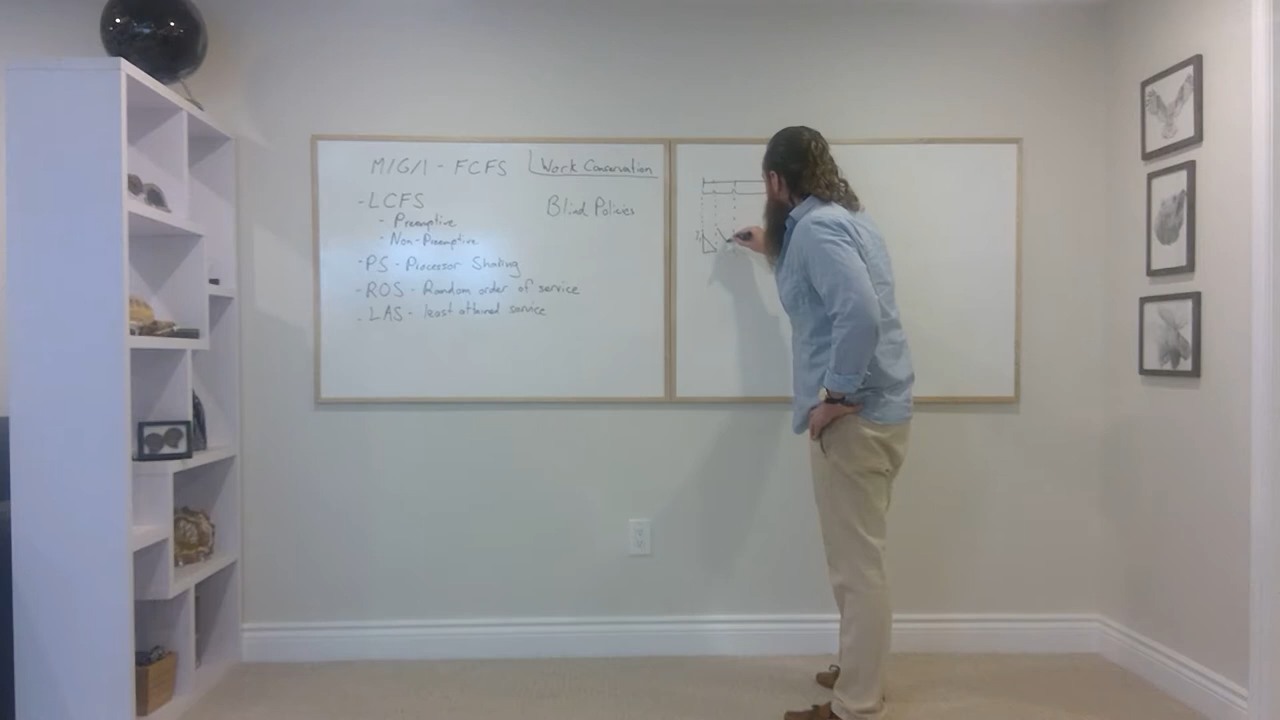 M/G/1 - FCFS
Work Conservation
Blind Policies
- LCFS
- Preemptive
- Non-Preemptive
- PS - Processor Sharing
- ROS - Random order of service
- LAS - least attained service